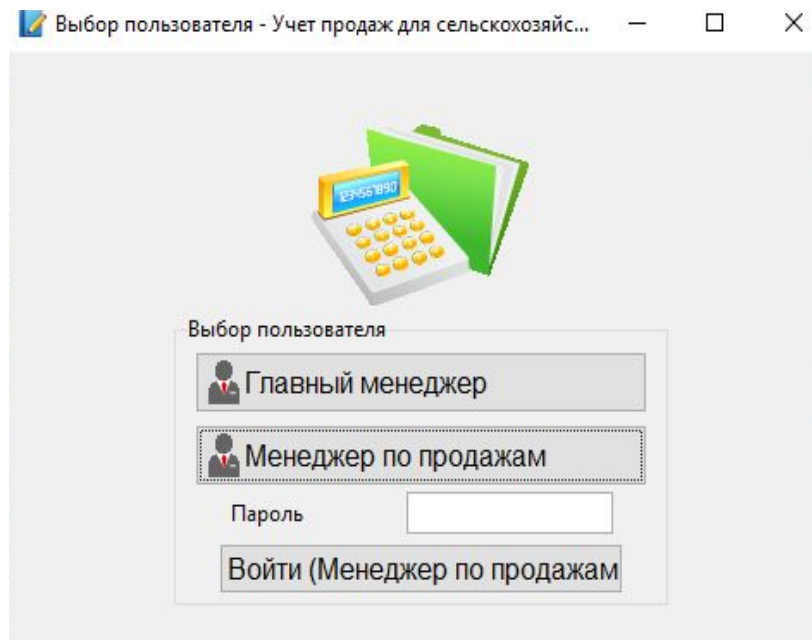 Выбор пользователя - Учет продаж для сельскохозяйс...
1234567890
Выбор пользователя
Главный менеджер
Менеджер по продажам
Пароль
Войти (Менеджер по продажам